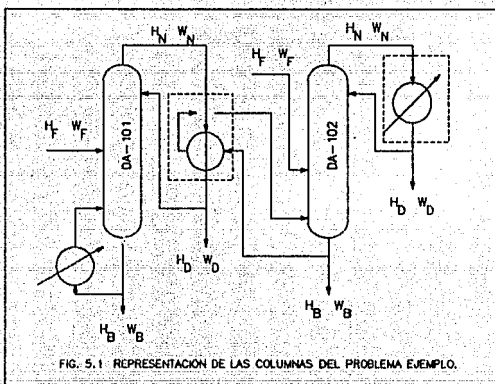 H_N W_N
H_F W_F
DA-101
H_D W_D
H_B W_B
H_N W_N
H_F W_F
DA-102
H_D W_D
H_B W_B
FIG. 5.1 REPRESENTACION DE LAS COLUMNAS DEL PROBLEMA EJEMPLO.